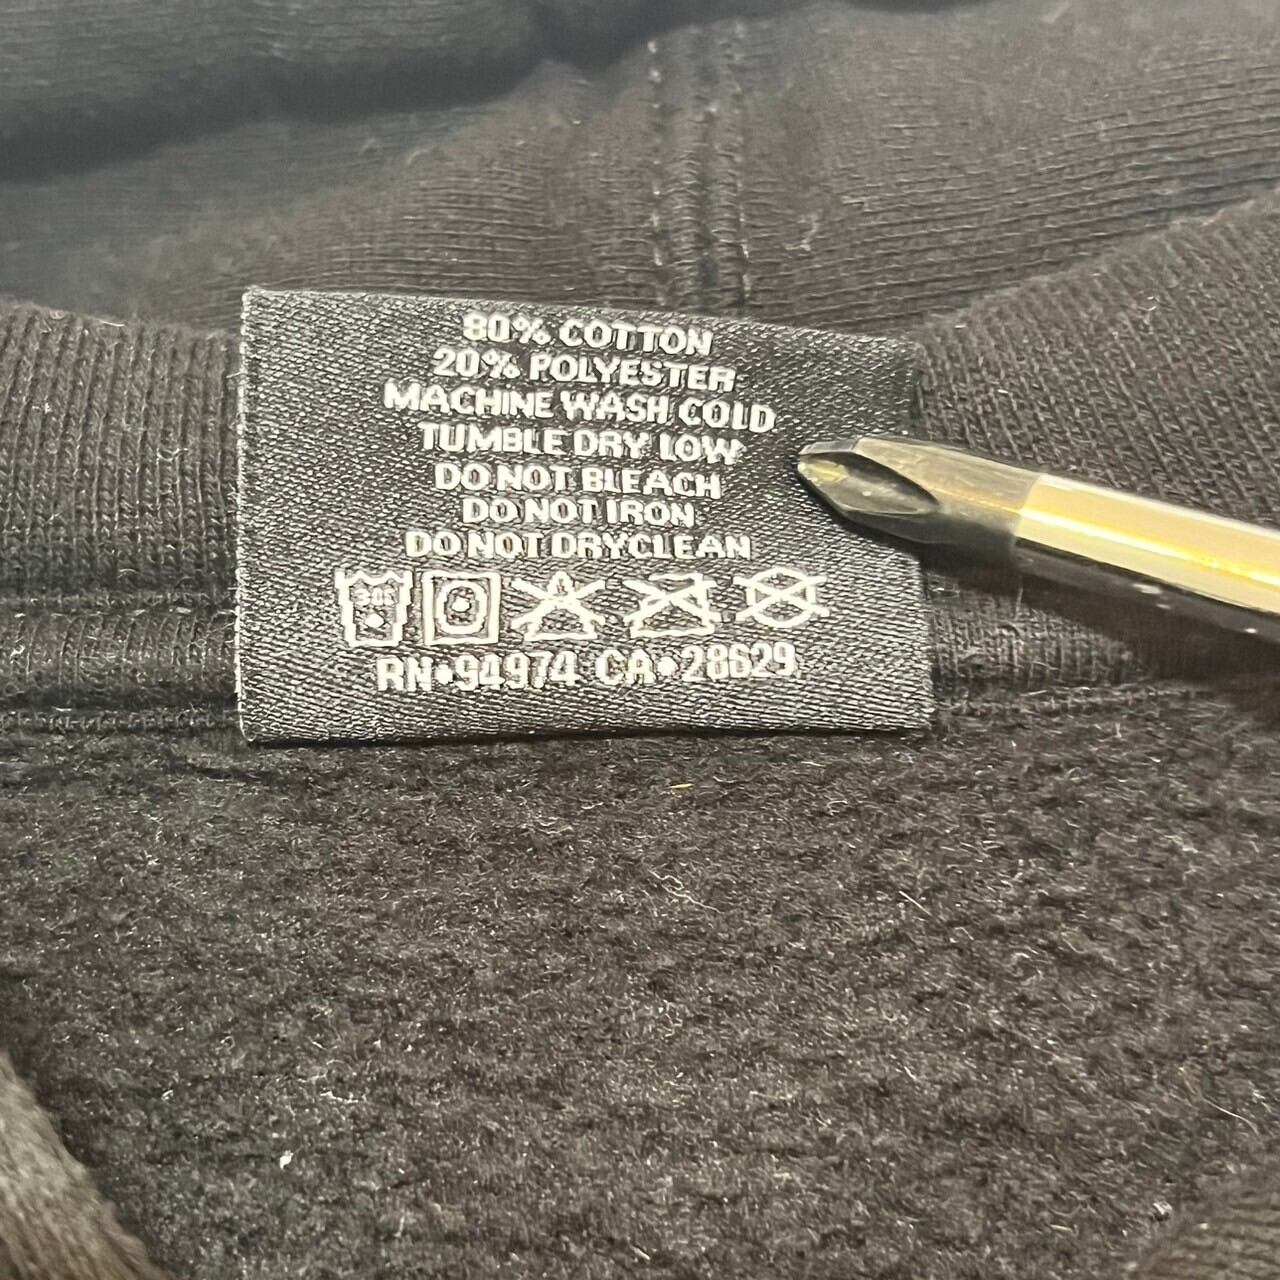 80% COTTON
20% POLYESTER
MACHINE WASH COLD
TUMBLE DRY LOW
DO NOT BLEACH
DO NOT IRON
DO NOT DRYCLEAN
RN•94974 CA•28629